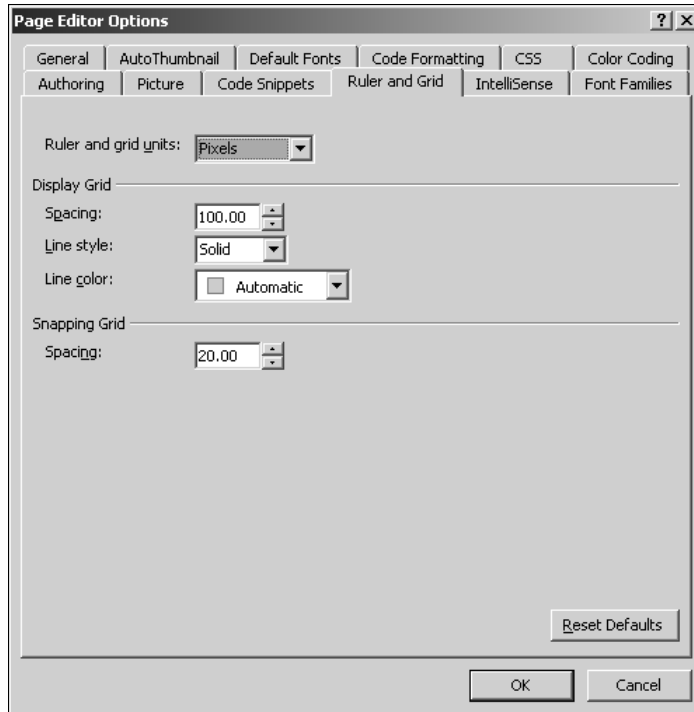 Page Editor Options
General AutoThumbnail Default Fonts Code Formatting CSS Color Coding
Authoring Picture Code Snippets Ruler and Grid IntelliSense Font Families
Ruler and grid units: Pixels
Display Grid
Spacing: 100.00
Line style: Solid
Line color: Automatic
Snapping Grid
Spacing: 20.00
Reset Defaults
OK Cancel